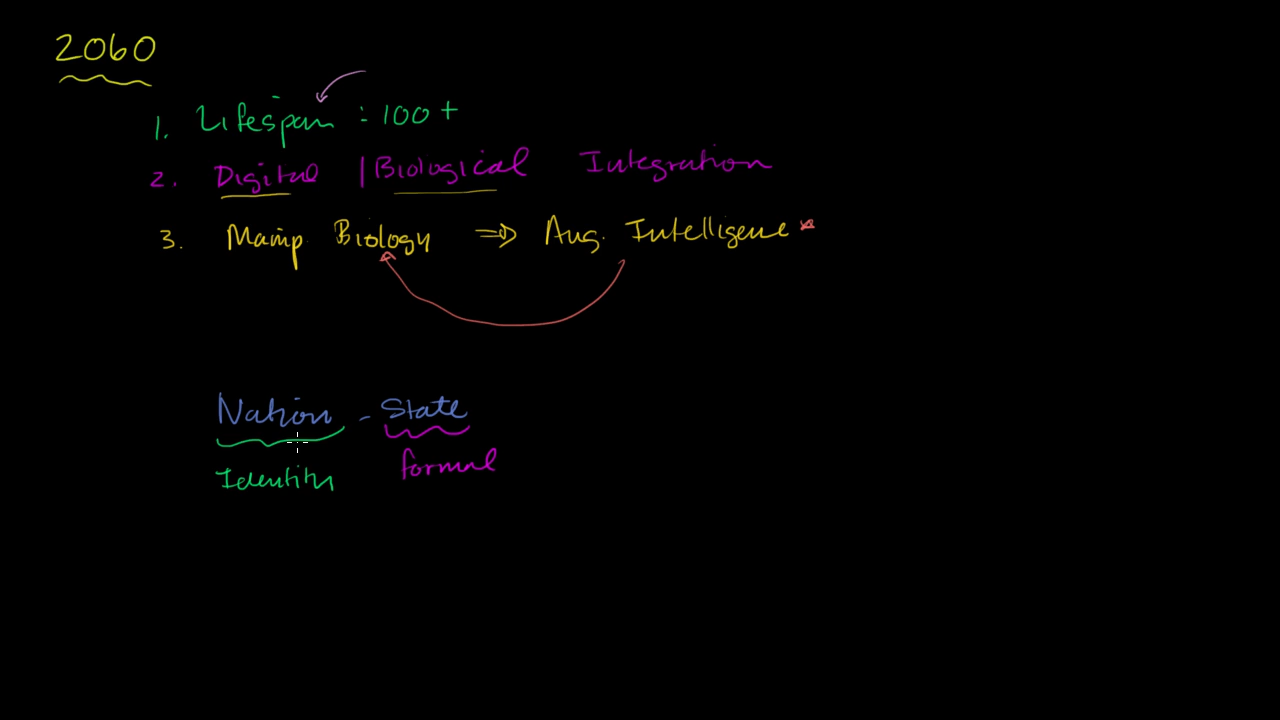 2060
1. Lifespan : 100 +
2. Digital | Biological Integration
3. Manip. Biology ⇒ Aug. Intelligence
Nation - State
Identity formal